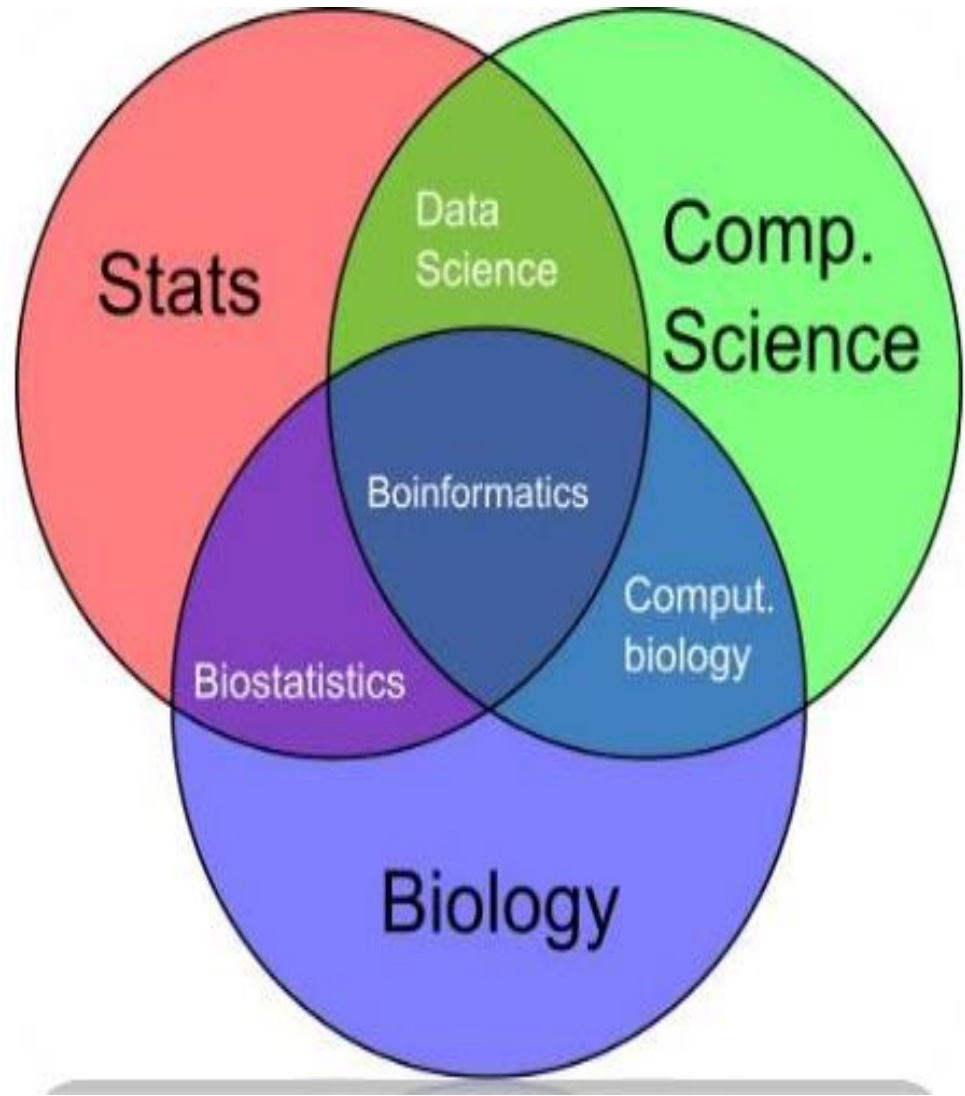 Data
Science
Comp.
Science
Stats
Boinformatics
Comput.
biology
Biostatistics
Biology